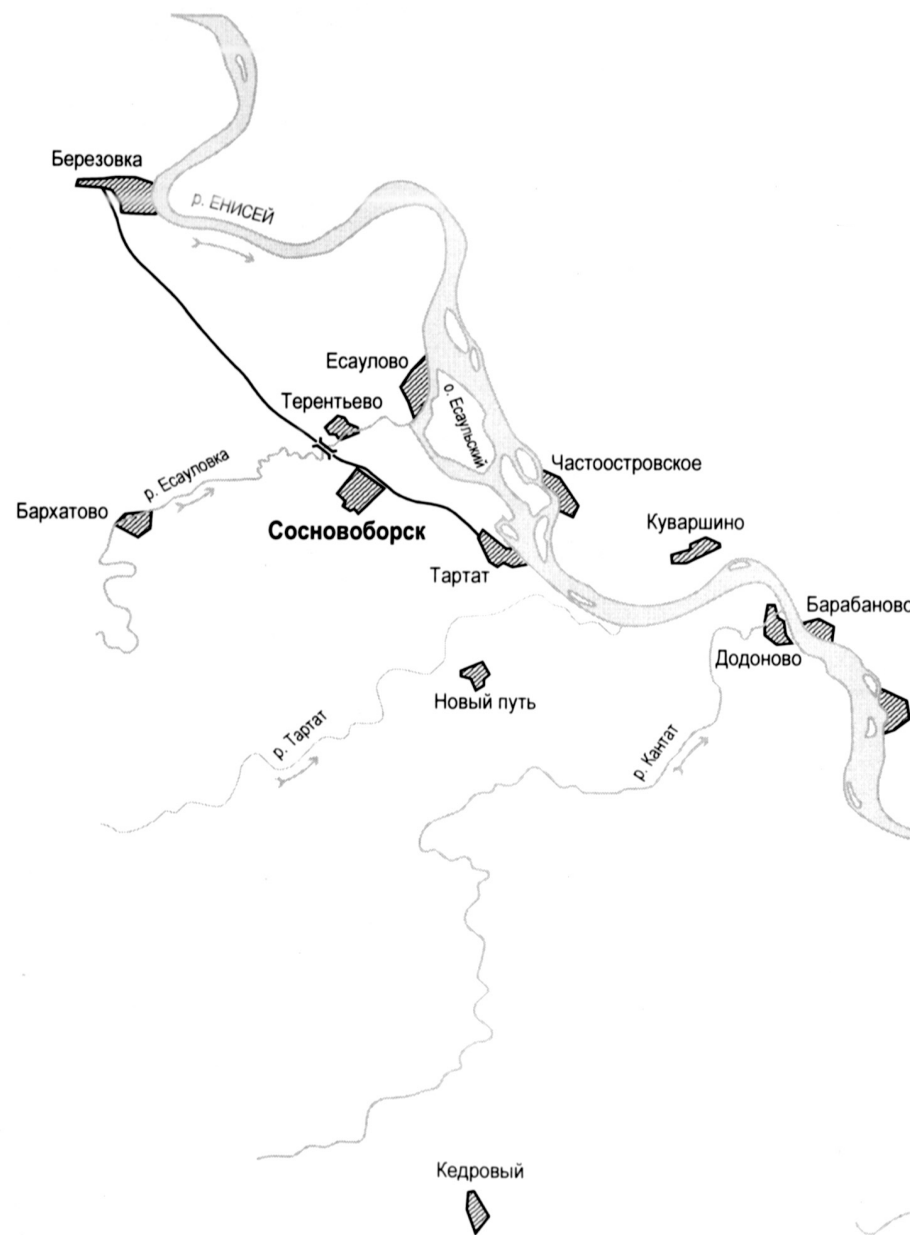 Березовка
р. ЕНИСЕЙ
Есаулово
Терентьево
о. Есаульский
Частоостровское
р. Есауловка
Бархатово
Сосновоборск
Куваршино
Тартат
Барабаново
Додоново
Новый путь
р. Тартат
р. Кантат
Кедровый